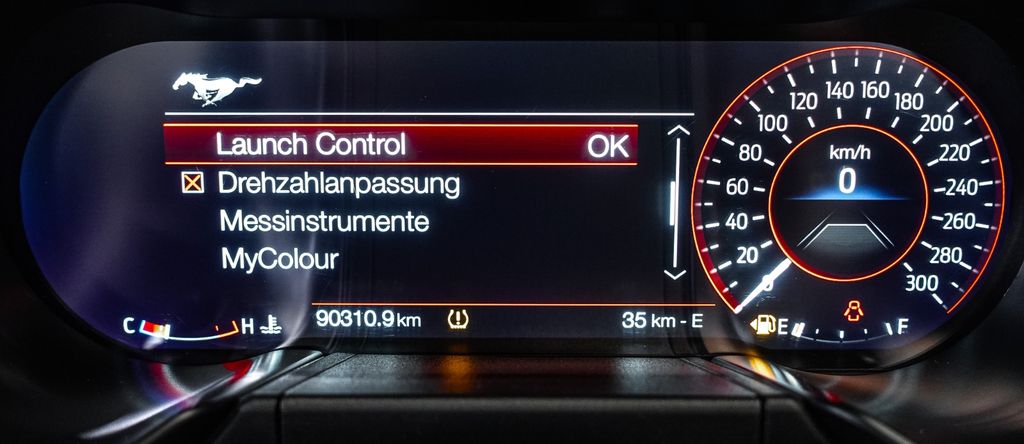 Launch Control OK
Drehzahlanpassung
Messinstrumente
MyColour
90310.9 km
35 km - E
C H
km/h
0
0 20 40 60 80 100 120 140 160 180 200 220 240 260 280 300
E F